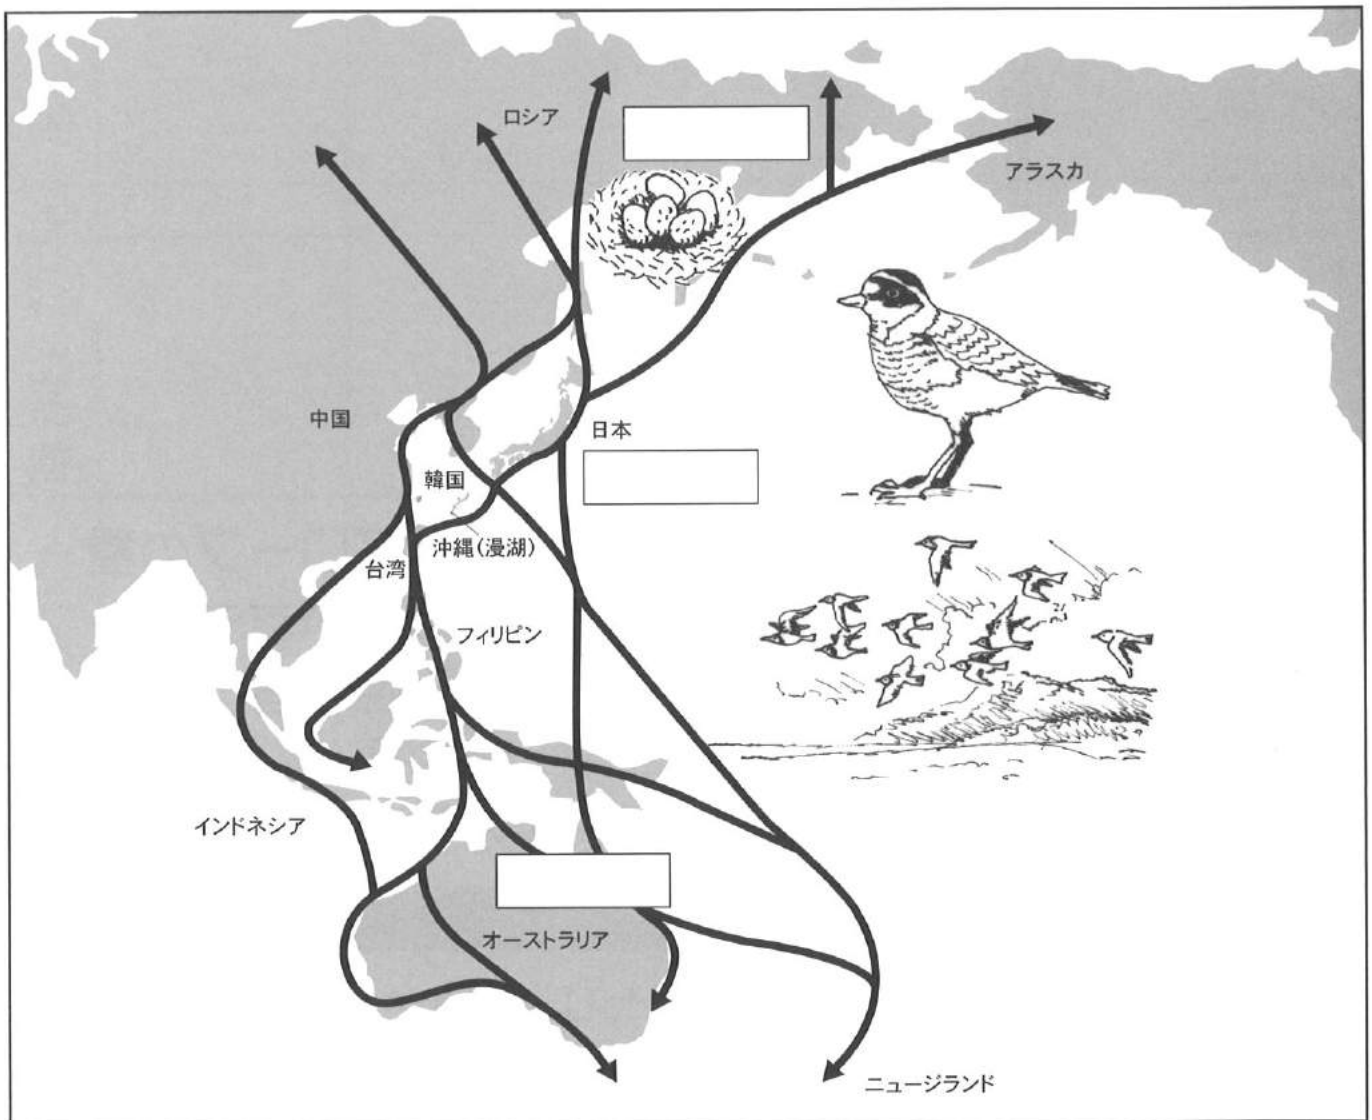 ロシア
アラスカ
中国
日本
韓国
沖縄(漫湖)
台湾
フィリピン
インドネシア
オーストラリア
ニュージランド